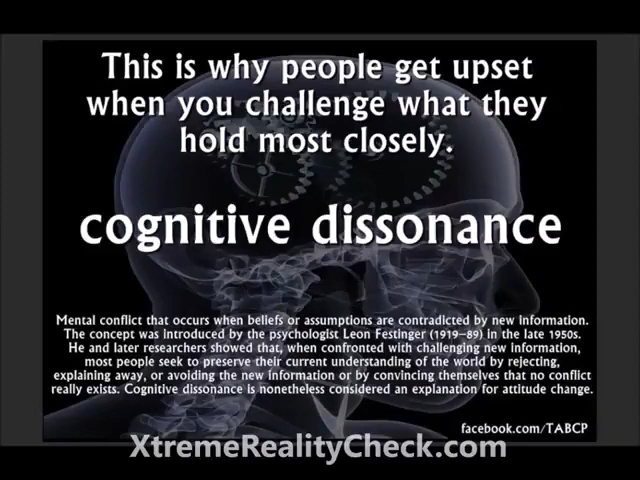 This is why people get upset
when you challenge what they
hold most closely.
cognitive dissonance
Mental conflict that occurs when beliefs or assumptions are contradicted by new information.
The concept was introduced by the psychologist Leon Festinger (1919–89) in the late 1950s.
He and later researchers showed that, when confronted with challenging new information,
most people seek to preserve their current understanding of the world by rejecting,
explaining away, or avoiding the new information or by convincing themselves that no conflict
really exists. Cognitive dissonance is nonetheless considered an explanation for attitude change.
facebook.com/TABCP
XtremeRealityCheck.com